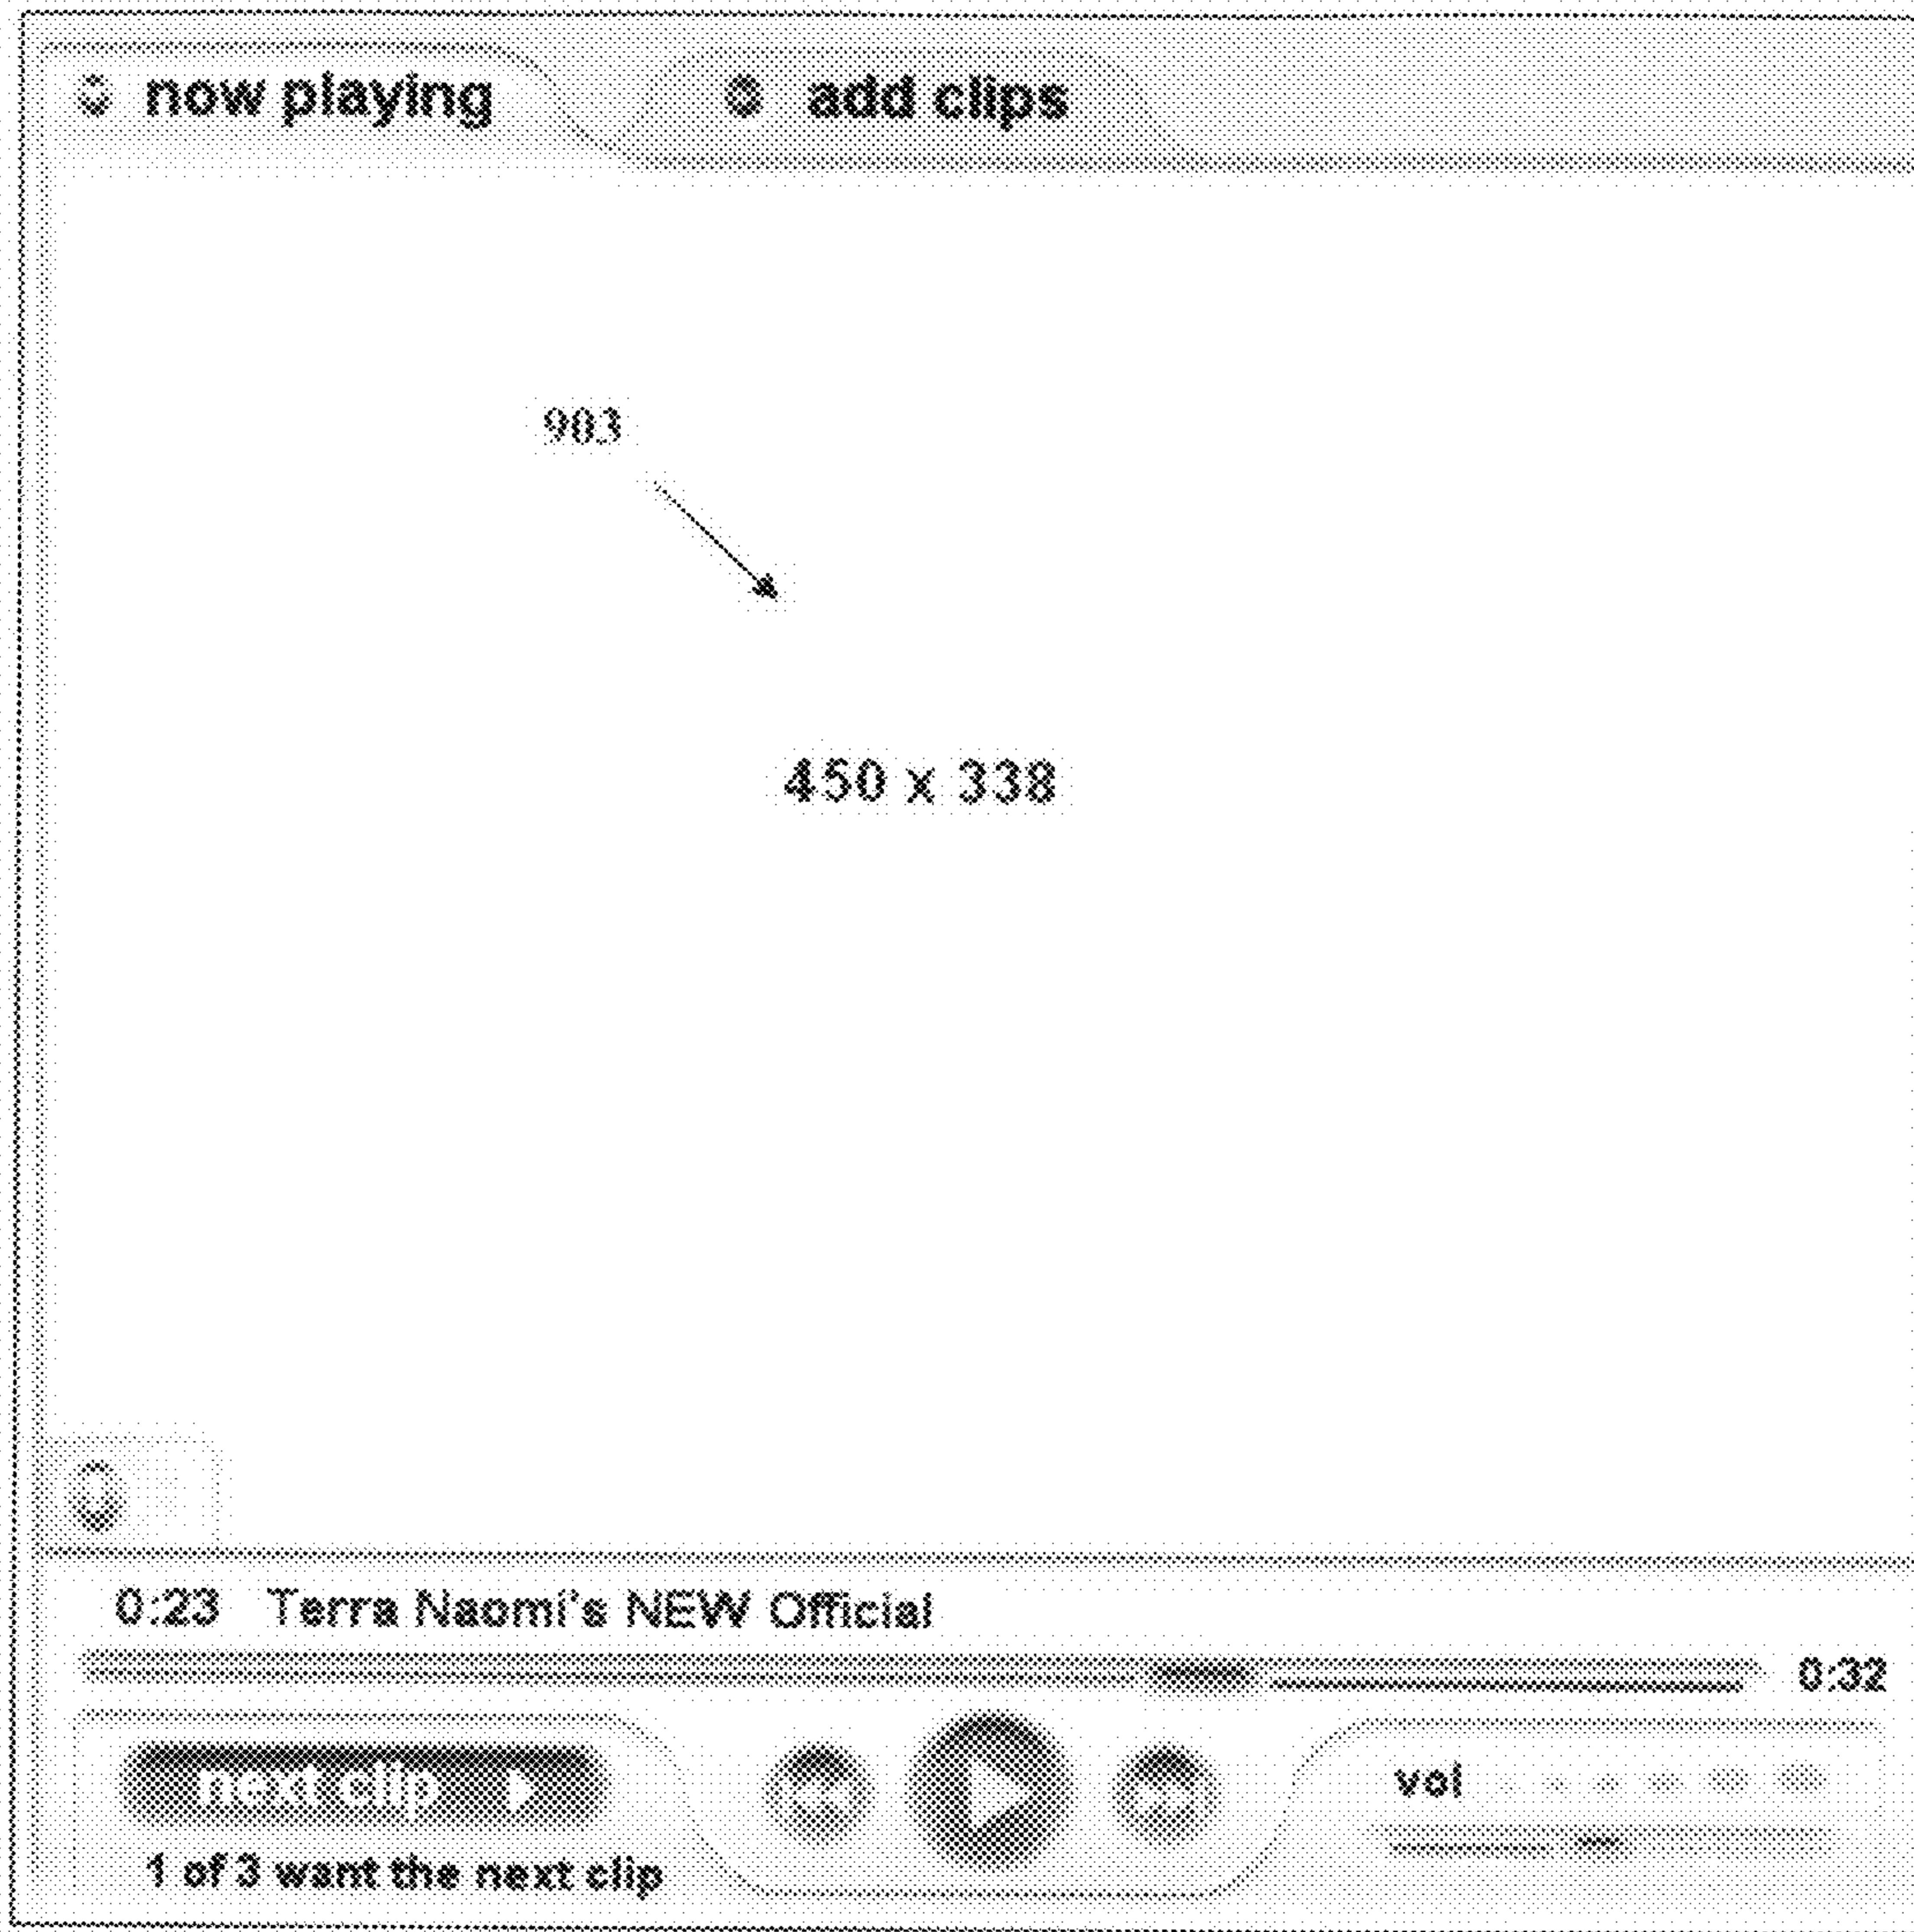 now playing
add clips
903
450 x 338
0:23 Terra Naomi's NEW Official
0:32
next clip
vol
1 of 3 want the next clip